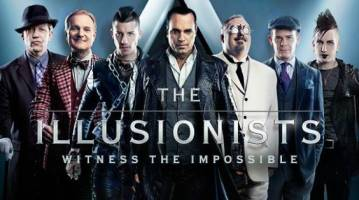 THE
ILLUSIONISTS
WITNESS THE IMPOSSIBLE